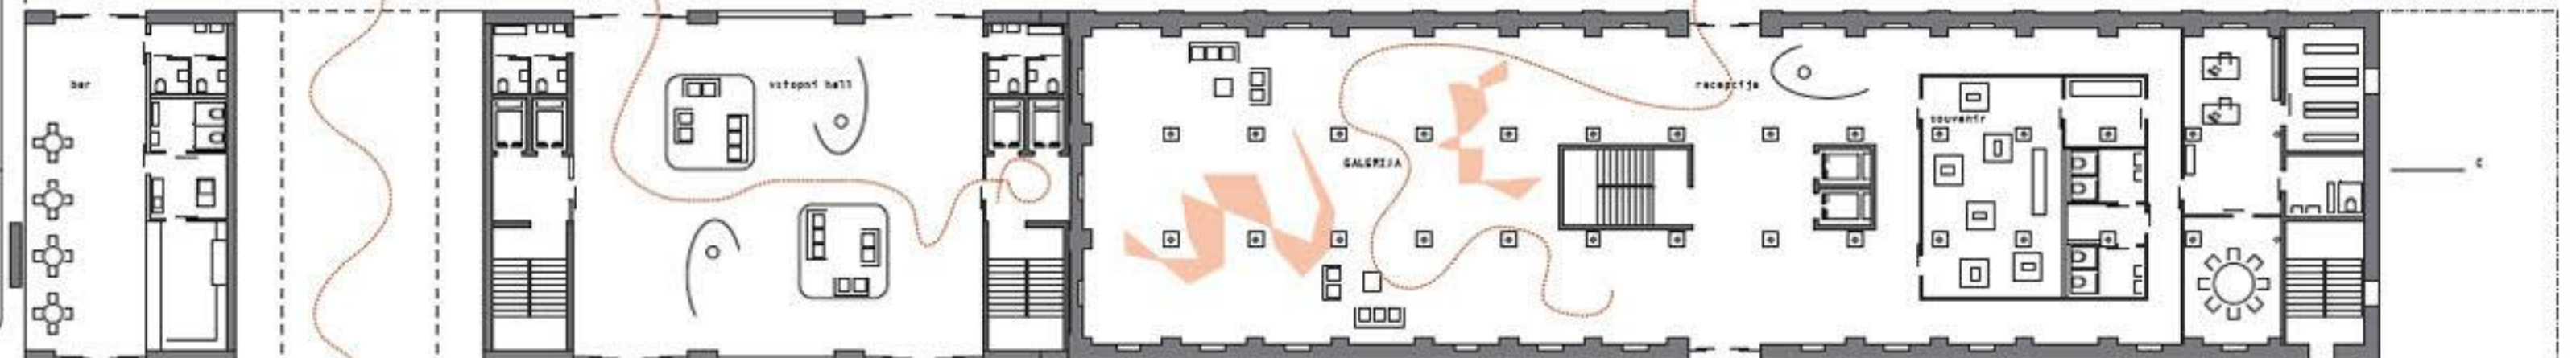 bar
vstopni hall
GALERIJA
recepcija
souvenir
C